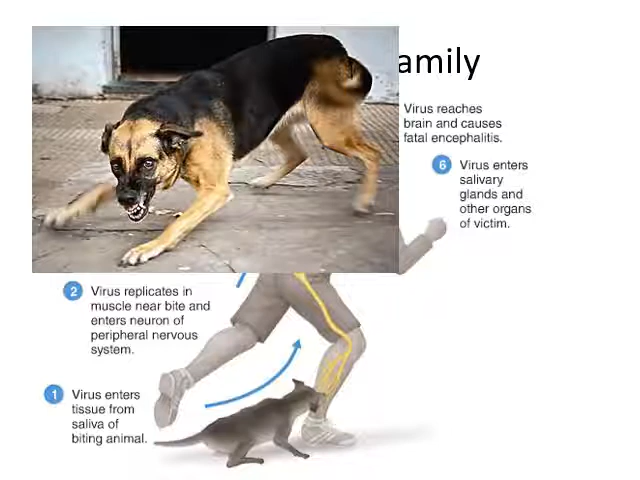 amily
Virus reaches
brain and causes
fatal encephalitis.
6
Virus enters
salivary
glands and
other organs
of victim.
2
Virus replicates in
muscle near bite and
enters neuron of
peripheral nervous
system.
1
Virus enters
tissue from
saliva of
biting animal.